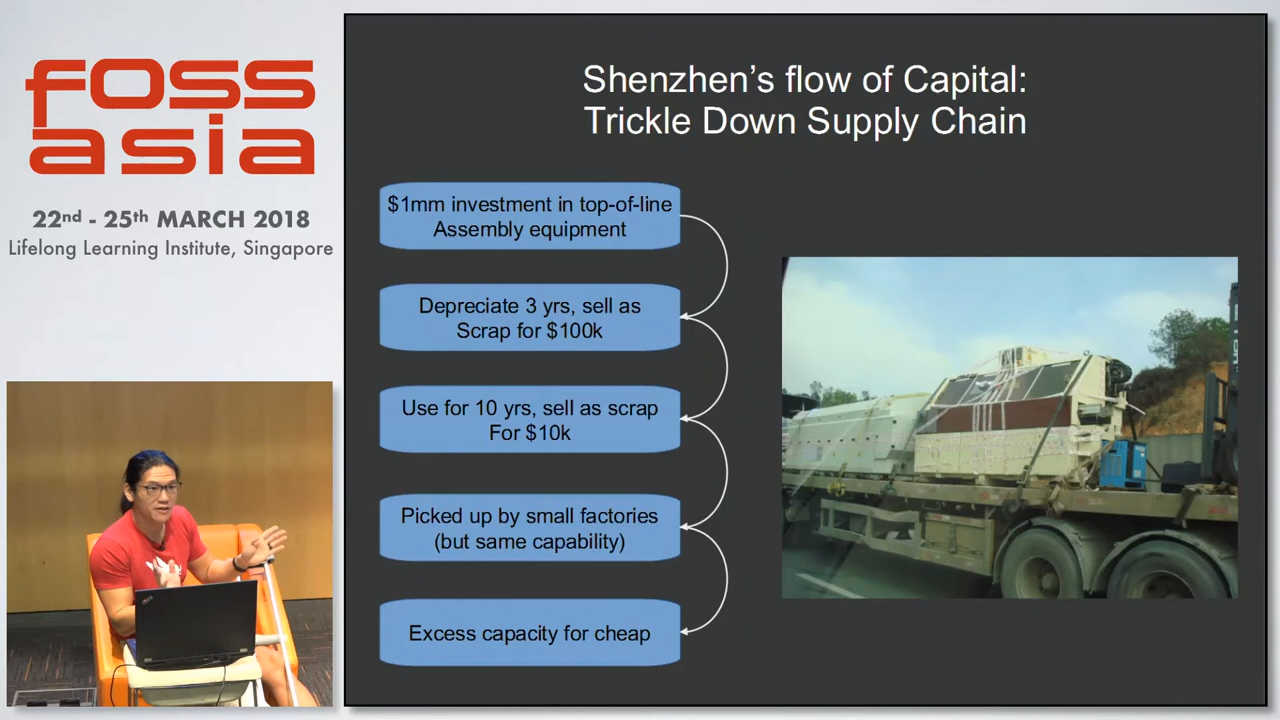 foss
asia
22nd - 25th MARCH 2018
Lifelong Learning Institute, Singapore
Shenzhen's flow of Capital:
Trickle Down Supply Chain
$1mm investment in top-of-line
Assembly equipment
Depreciate 3 yrs, sell as
Scrap for $100k
Use for 10 yrs, sell as scrap
For $10k
Picked up by small factories
(but same capability)
Excess capacity for cheap